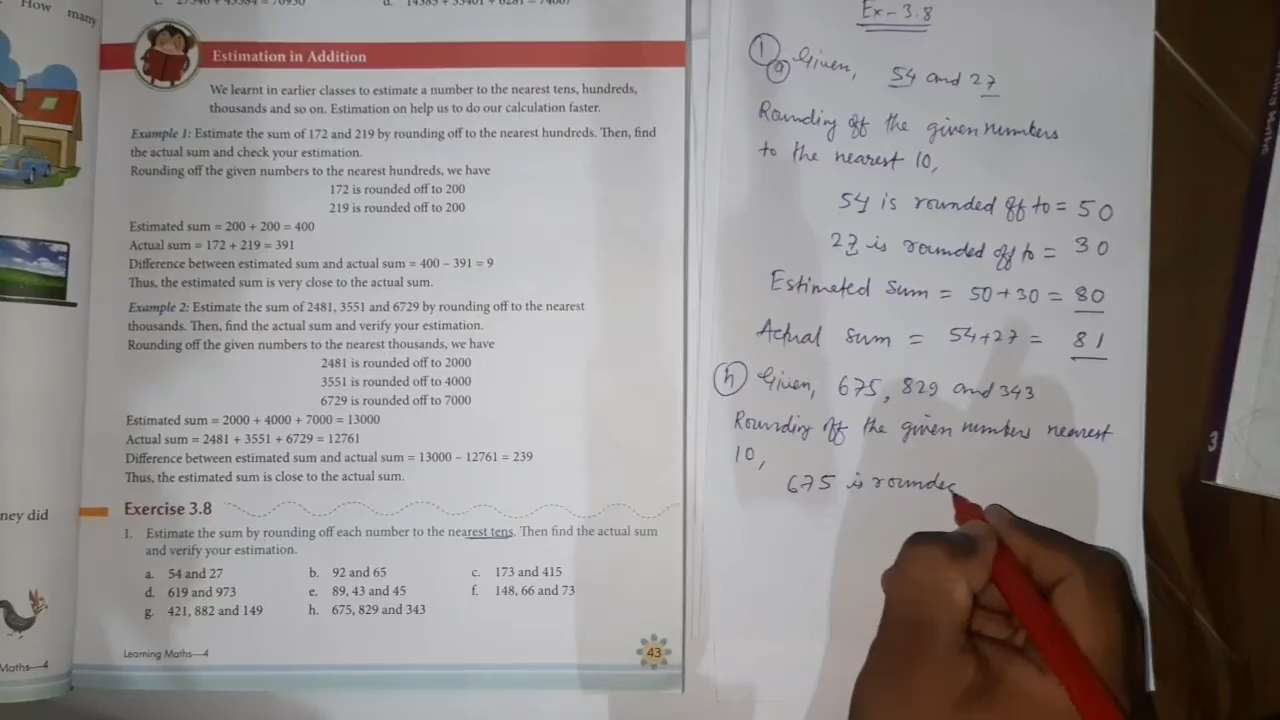 How many
d. 14385 + 53401 + 6281 =
Estimation in Addition
We learnt in earlier classes to estimate a number to the nearest tens, hundreds,
thousands and so on. Estimation on help us to do our calculation faster.
Example 1: Estimate the sum of 172 and 219 by rounding off to the nearest hundreds. Then, find
the actual sum and check your estimation.
Rounding off the given numbers to the nearest hundreds, we have
172 is rounded off to 200
219 is rounded off to 200
Estimated sum = 200 + 200 = 400
Actual sum = 172 + 219 = 391
Difference between estimated sum and actual sum = 400 – 391 = 9
Thus, the estimated sum is very close to the actual sum.
Example 2: Estimate the sum of 2481, 3551 and 6729 by rounding off to the nearest
thousands. Then, find the actual sum and verify your estimation.
Rounding off the given numbers to the nearest thousands, we have
2481 is rounded off to 2000
3551 is rounded off to 4000
6729 is rounded off to 7000
Estimated sum = 2000 + 4000 + 7000 = 13000
Actual sum = 2481 + 3551 + 6729 = 12761
Difference between estimated sum and actual sum = 13000 – 12761 = 239
Thus, the estimated sum is close to the actual sum.
ney did
Exercise 3.8
1. Estimate the sum by rounding off each number to the nearest tens. Then find the actual sum
and verify your estimation.
a. 54 and 27 b. 92 and 65 c. 173 and 415
d. 619 and 973 e. 89, 43 and 45 f. 148, 66 and 73
g. 421, 882 and 149 h. 675, 829 and 343
Learning Maths—4 43
Maths—4
Ex - 3.8
1 a Given, 54 and 27
Rounding off the given numbers
to the nearest 10,
54 is rounded off to = 50
27 is rounded off to = 30
Estimated Sum = 50 + 30 = 80
Actual sum = 54 + 27 = 81
h Given, 675, 829 and 343
Rounding off the given numbers nearest
10,
675 is rounded
Maths
3